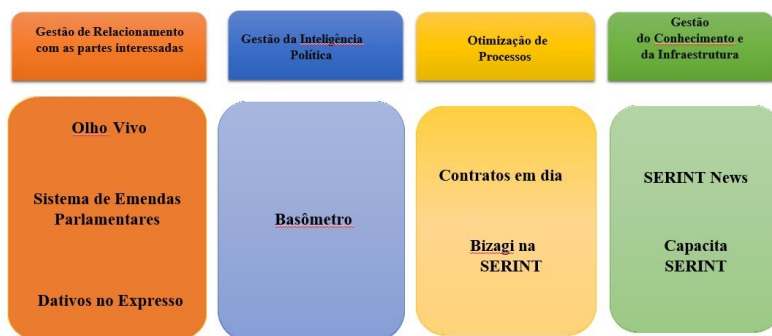 Gestão de Relacionamento
com as partes interessadas
Gestão da Inteligência
Política
Otimização de
Processos
Gestão
do Conhecimento e
da Infraestrutura
Olho Vivo
Sistema de Emendas
Parlamentares
Dativos no Expresso
Basômetro
Contratos em dia
Bizagi na
SERINT
SERINT News
Capacita
SERINT